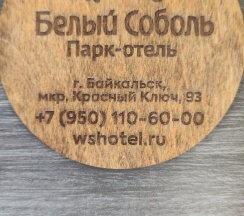 Белый Соболь
Парк-отель
г. Байкальск,
мкр. Красный Ключ, 93
+7 (950) 110-60-00
wshotel.ru